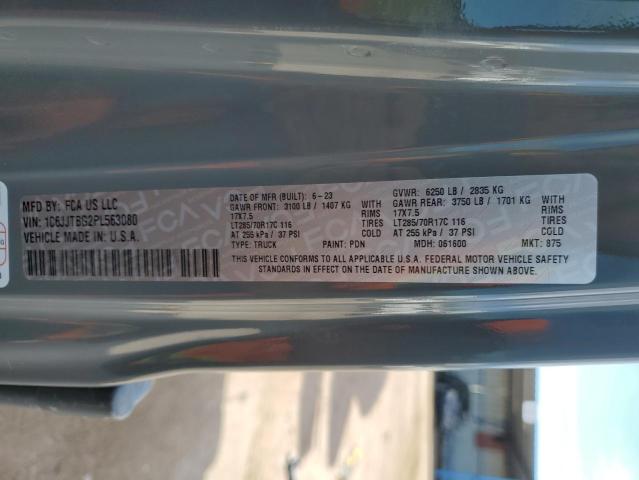 MFD BY: FCA US LLC
VIN: 1C6JJTBG2PL563080
VEHICLE MADE IN U.S.A.
DATE OF MFR (BUILT): 6-23
GAWR FRONT: 3100 LB / 1407 KG WITH
17X7.5 RIMS
LT285/70R17C 116 TIRES
AT 255 kPa / 37 PSI COLD
TYPE: TRUCK PAINT: PDN
GVWR: 6250 LB / 2835 KG
GAWR REAR: 3750 LB / 1701 KG WITH
17X7.5 RIMS
LT285/70R17C 116 TIRES
AT 255 kPa / 37 PSI COLD
MDH: 061600 MKT: 875
THIS VEHICLE CONFORMS TO ALL APPLICABLE U.S.A. FEDERAL MOTOR VEHICLE SAFETY
STANDARDS IN EFFECT ON THE DATE OF MANUFACTURE SHOWN ABOVE.